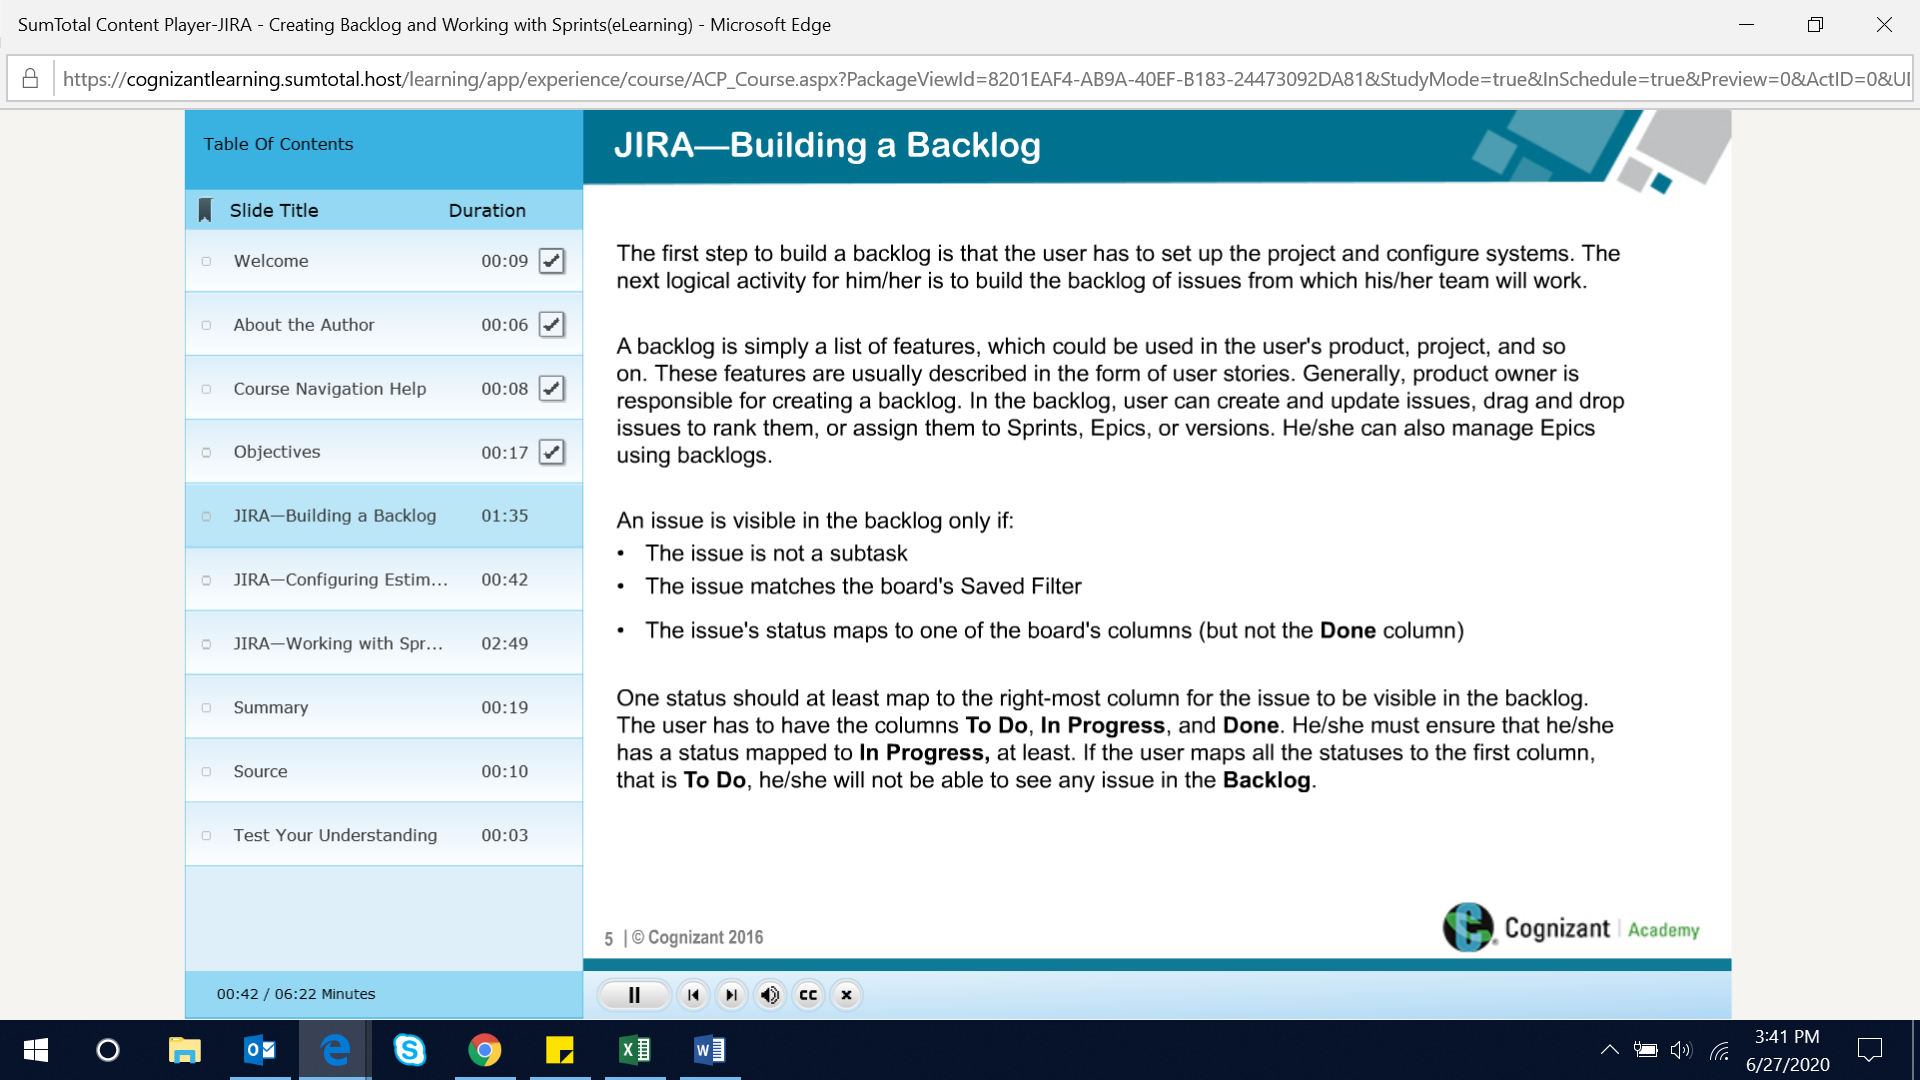 SumTotal Content Player-JIRA - Creating Backlog and Working with Sprints(eLearning) - Microsoft Edge
https://cognizantlearning.sumtotal.host/learning/app/experience/course/ACP_Course.aspx?PackageViewId=8201EAF4-AB9A-40EF-B183-24473092DA81&StudyMode=true&InSchedule=true&Preview=0&ActID=0&UI
Table Of Contents
Slide Title Duration
Welcome 00:09
About the Author 00:06
Course Navigation Help 00:08
Objectives 00:17
JIRA—Building a Backlog 01:35
JIRA—Configuring Estim... 00:42
JIRA—Working with Spr... 02:49
Summary 00:19
Source 00:10
Test Your Understanding 00:03
00:42 / 06:22 Minutes
JIRA—Building a Backlog
The first step to build a backlog is that the user has to set up the project and configure systems. The
next logical activity for him/her is to build the backlog of issues from which his/her team will work.
A backlog is simply a list of features, which could be used in the user's product, project, and so
on. These features are usually described in the form of user stories. Generally, product owner is
responsible for creating a backlog. In the backlog, user can create and update issues, drag and drop
issues to rank them, or assign them to Sprints, Epics, or versions. He/she can also manage Epics
using backlogs.
An issue is visible in the backlog only if:
• The issue is not a subtask
• The issue matches the board's Saved Filter
• The issue's status maps to one of the board's columns (but not the Done column)
One status should at least map to the right-most column for the issue to be visible in the backlog.
The user has to have the columns To Do, In Progress, and Done. He/she must ensure that he/she
has a status mapped to In Progress, at least. If the user maps all the statuses to the first column,
that is To Do, he/she will not be able to see any issue in the Backlog.
5 | © Cognizant 2016
Cognizant | Academy
CC
3:41 PM
6/27/2020